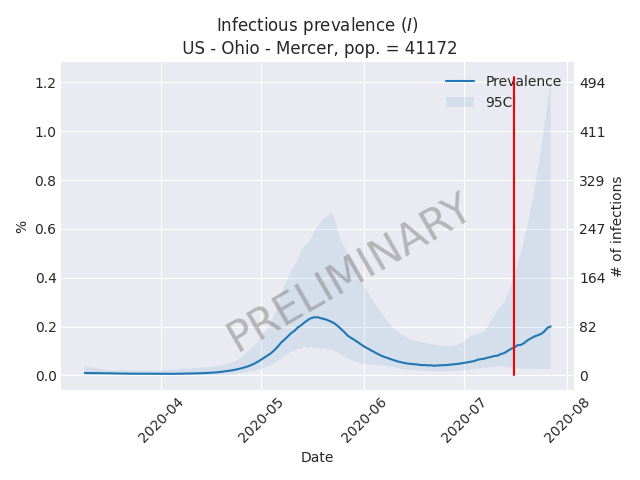 Infectious prevalence (I)
US - Ohio - Mercer, pop. = 41172
Prevalence
95C
1.2
1.0
0.8
0.6
0.4
0.2
0.0
%
494
411
329
247
164
82
0
# of infections
PRELIMINARY
2020-04
2020-05
2020-06
2020-07
2020-08
Date